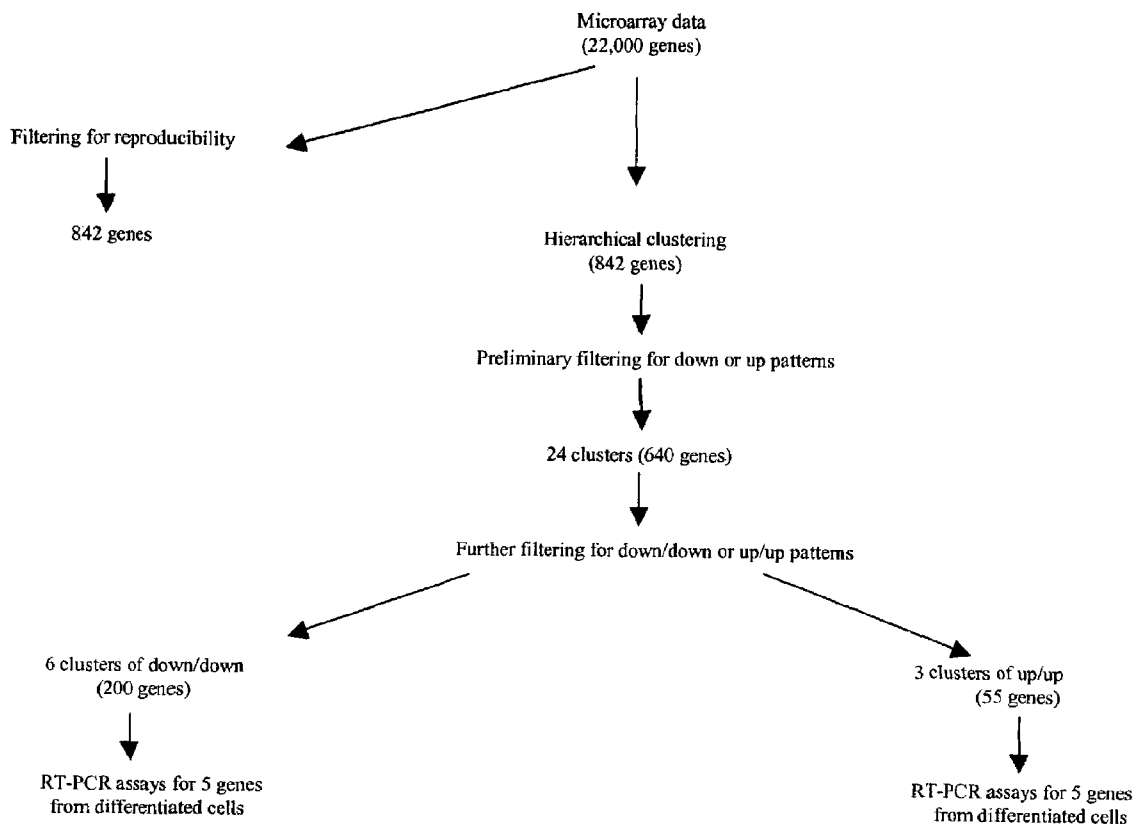 Microarray data
(22,000 genes)
Filtering for reproducibility
842 genes
Hierarchical clustering
(842 genes)
Preliminary filtering for down or up patterns
24 clusters (640 genes)
Further filtering for down/down or up/up patterns
6 clusters of down/down
(200 genes)
3 clusters of up/up
(55 genes)
RT-PCR assays for 5 genes
from differentiated cells
RT-PCR assays for 5 genes
from differentiated cells